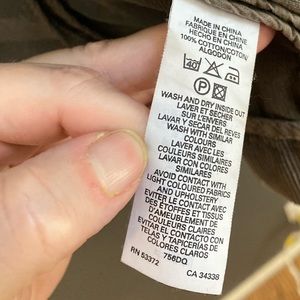 MADE IN CHINA
FABRIQUE EN CHINE
HECHO EN CHINA
100% COTTON/COTON/
ALGODON
40
P
WASH AND DRY INSIDE OUT
LAVER ET SECHER
SUR L'ENVERS
LAVAR Y SECAR DEL REVES
WASH WITH SIMILAR
COLOURS
LAVER AVEC LES
COULEURS SIMILAIRES
LAVAR CON COLORES
SIMILARES
AVOID CONTACT WITH
LIGHT COLOURED FABRICS
AND UPHOLSTERY
EVITER LE CONTACT AVEC
DES ETOFFES ET TISSUS
D'AMEUBLEMENT DE
COULEURS CLAIRES
EVITAR EL CONTACTO CON
TELAS Y TAPICERIAS DE
COLORES CLAROS
756DQ
RN 53372 CA 34338